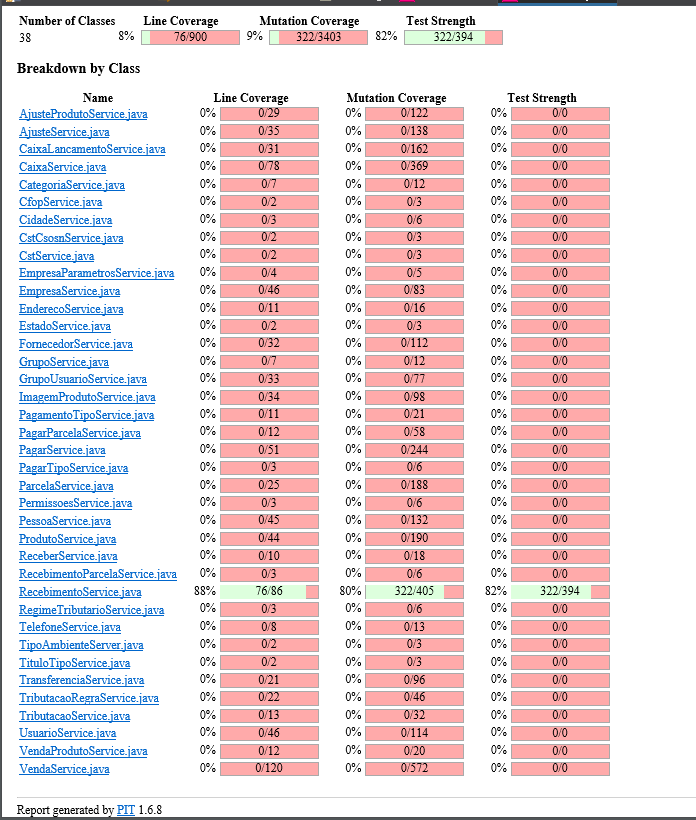 Number of Classes Line Coverage Mutation Coverage Test Strength
38 8% 76/900 9% 322/3403 82% 322/394
Breakdown by Class
Name Line Coverage Mutation Coverage Test Strength
AjusteProdutoService.java 0% 0/29 0% 0/122 0% 0/0
AjusteService.java 0% 0/35 0% 0/138 0% 0/0
CaixaLancamentoService.java 0% 0/31 0% 0/162 0% 0/0
CaixaService.java 0% 0/78 0% 0/369 0% 0/0
CategoriaService.java 0% 0/7 0% 0/12 0% 0/0
CfopService.java 0% 0/2 0% 0/3 0% 0/0
CidadeService.java 0% 0/3 0% 0/6 0% 0/0
CstCsosnService.java 0% 0/2 0% 0/3 0% 0/0
CstService.java 0% 0/2 0% 0/3 0% 0/0
EmpresaParametrosService.java 0% 0/4 0% 0/5 0% 0/0
EmpresaService.java 0% 0/46 0% 0/83 0% 0/0
EnderecoService.java 0% 0/11 0% 0/16 0% 0/0
EstadoService.java 0% 0/2 0% 0/3 0% 0/0
FornecedorService.java 0% 0/32 0% 0/112 0% 0/0
GrupoService.java 0% 0/7 0% 0/12 0% 0/0
GrupoUsuarioService.java 0% 0/33 0% 0/77 0% 0/0
ImagemProdutoService.java 0% 0/34 0% 0/98 0% 0/0
PagamentoTipoService.java 0% 0/11 0% 0/21 0% 0/0
PagarParcelaService.java 0% 0/12 0% 0/58 0% 0/0
PagarService.java 0% 0/51 0% 0/244 0% 0/0
PagarTipoService.java 0% 0/3 0% 0/6 0% 0/0
ParcelaService.java 0% 0/25 0% 0/188 0% 0/0
PermissoesService.java 0% 0/3 0% 0/6 0% 0/0
PessoaService.java 0% 0/45 0% 0/132 0% 0/0
ProdutoService.java 0% 0/44 0% 0/190 0% 0/0
ReceberService.java 0% 0/10 0% 0/18 0% 0/0
RecebimentoParcelaService.java 0% 0/3 0% 0/6 0% 0/0
RecebimentoService.java 88% 76/86 80% 322/405 82% 322/394
RegimeTributarioService.java 0% 0/3 0% 0/6 0% 0/0
TelefoneService.java 0% 0/8 0% 0/13 0% 0/0
TipoAmbienteServer.java 0% 0/2 0% 0/3 0% 0/0
TituloTipoService.java 0% 0/2 0% 0/3 0% 0/0
TransferenciaService.java 0% 0/21 0% 0/96 0% 0/0
TributacaoRegraService.java 0% 0/22 0% 0/46 0% 0/0
TributacaoService.java 0% 0/13 0% 0/32 0% 0/0
UsuarioService.java 0% 0/46 0% 0/114 0% 0/0
VendaProdutoService.java 0% 0/12 0% 0/20 0% 0/0
VendaService.java 0% 0/120 0% 0/572 0% 0/0
Report generated by PIT 1.6.8